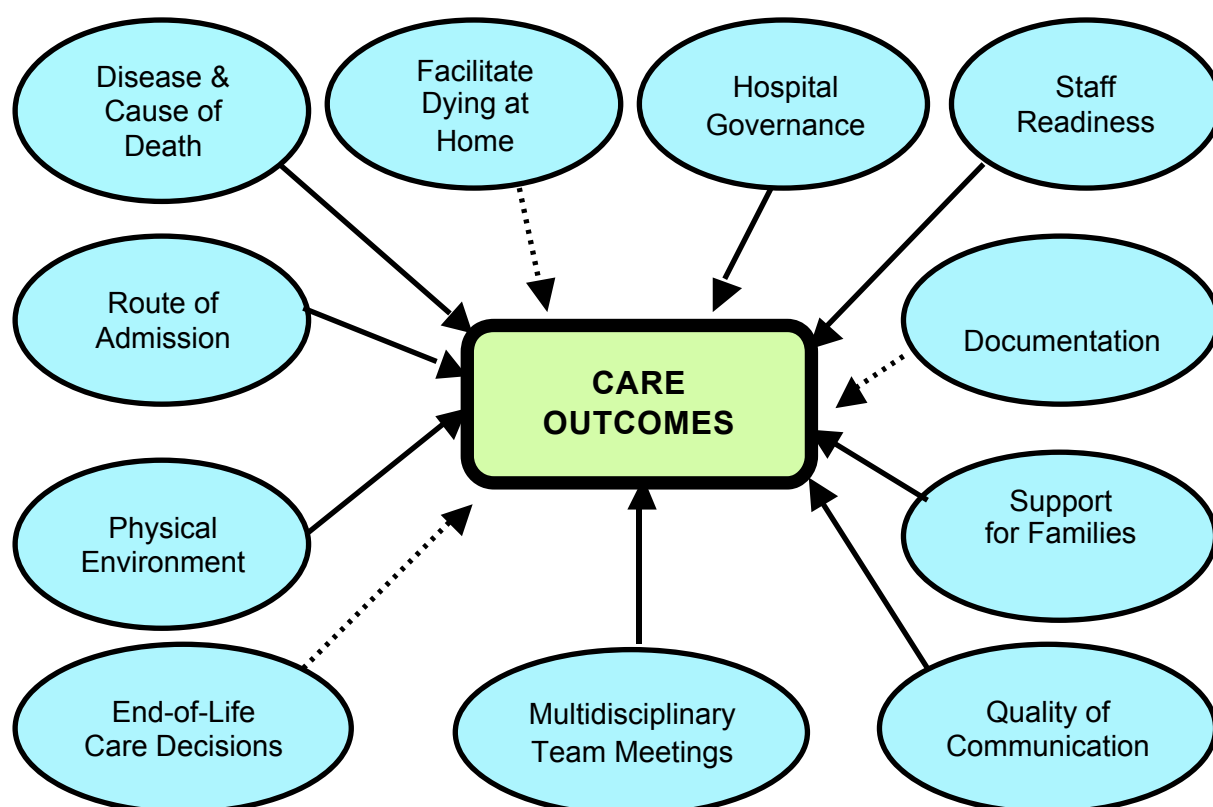 Disease &
Cause of
Death
Facilitate
Dying at
Home
Hospital
Governance
Staff
Readiness
Route of
Admission
CARE
OUTCOMES
Documentation
Physical
Environment
Support
for Families
End-of-Life
Care Decisions
Multidisciplinary
Team Meetings
Quality of
Communication